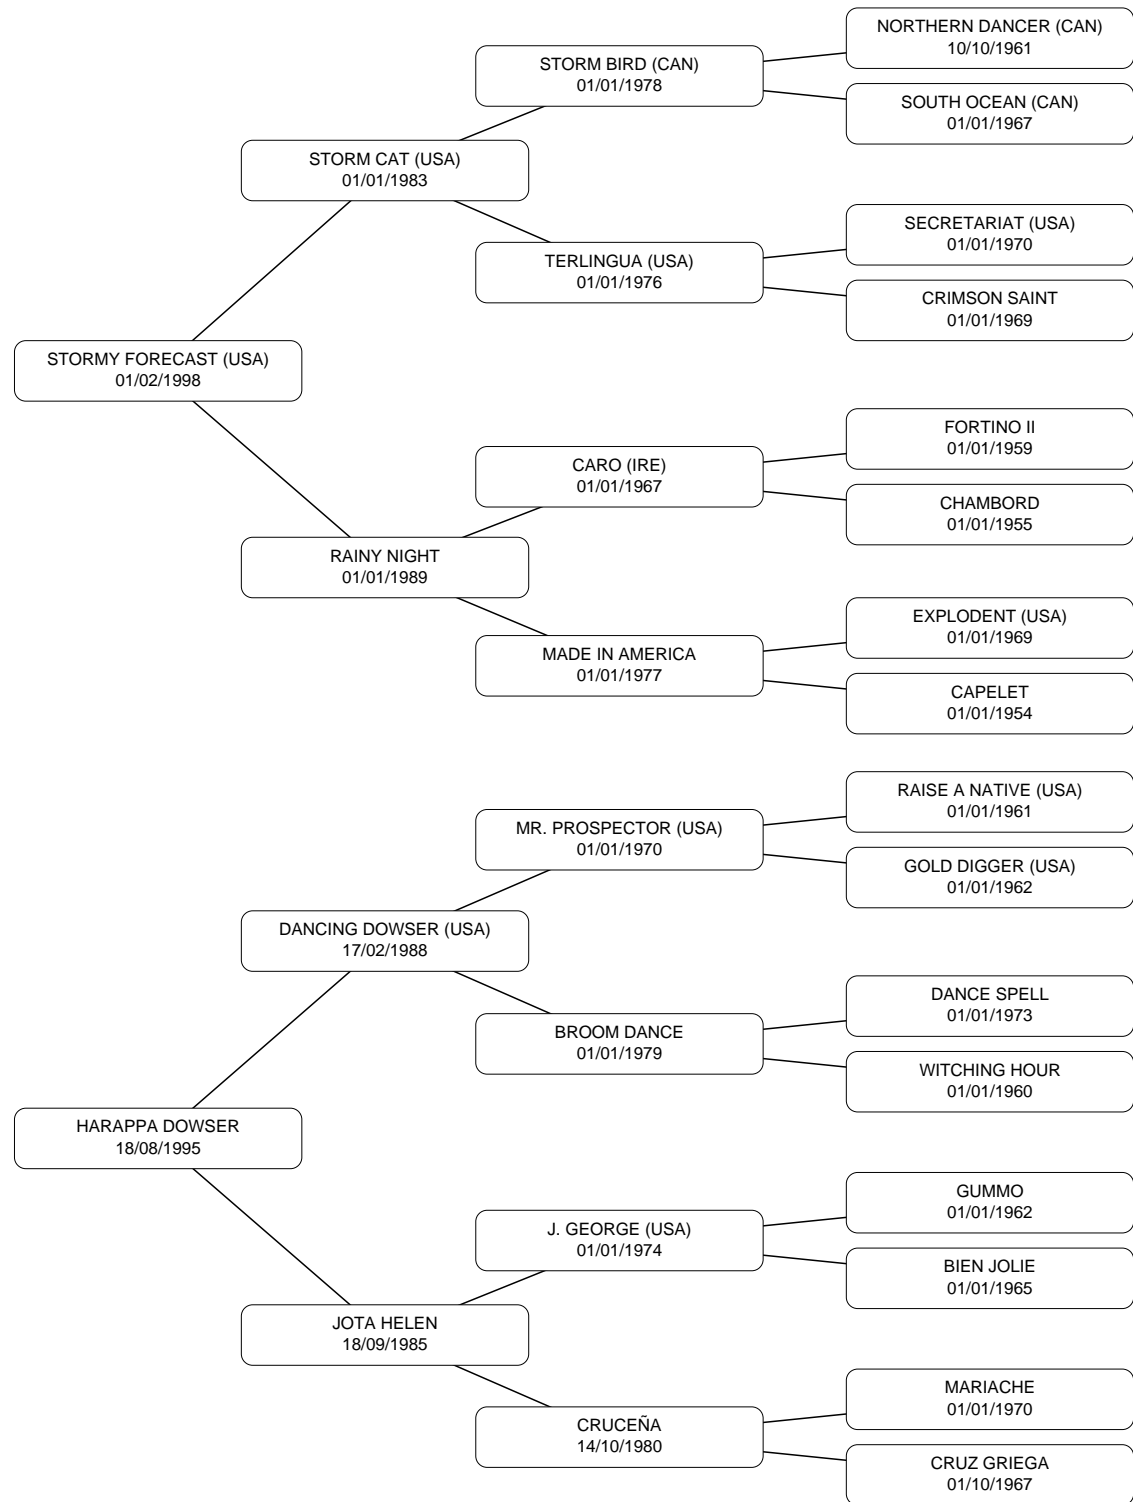 NORTHERN DANCER (CAN)
10/10/1961
STORM BIRD (CAN)
01/01/1978
SOUTH OCEAN (CAN)
01/01/1967
STORM CAT (USA)
01/01/1983
SECRETARIAT (USA)
01/01/1970
TERLINGUA (USA)
01/01/1976
CRIMSON SAINT
01/01/1969
STORMY FORECAST (USA)
01/02/1998
FORTINO II
01/01/1959
CARO (IRE)
01/01/1967
CHAMBORD
01/01/1955
RAINY NIGHT
01/01/1989
EXPLODENT (USA)
01/01/1969
MADE IN AMERICA
01/01/1977
CAPELET
01/01/1954
RAISE A NATIVE (USA)
01/01/1961
MR. PROSPECTOR (USA)
01/01/1970
GOLD DIGGER (USA)
01/01/1962
DANCING DOWSER (USA)
17/02/1988
DANCE SPELL
01/01/1973
BROOM DANCE
01/01/1979
WITCHING HOUR
01/01/1960
HARAPPA DOWSER
18/08/1995
GUMMO
01/01/1962
J. GEORGE (USA)
01/01/1974
BIEN JOLIE
01/01/1965
JOTA HELEN
18/09/1985
MARIACHE
01/01/1970
CRUCEÑA
14/10/1980
CRUZ GRIEGA
01/10/1967